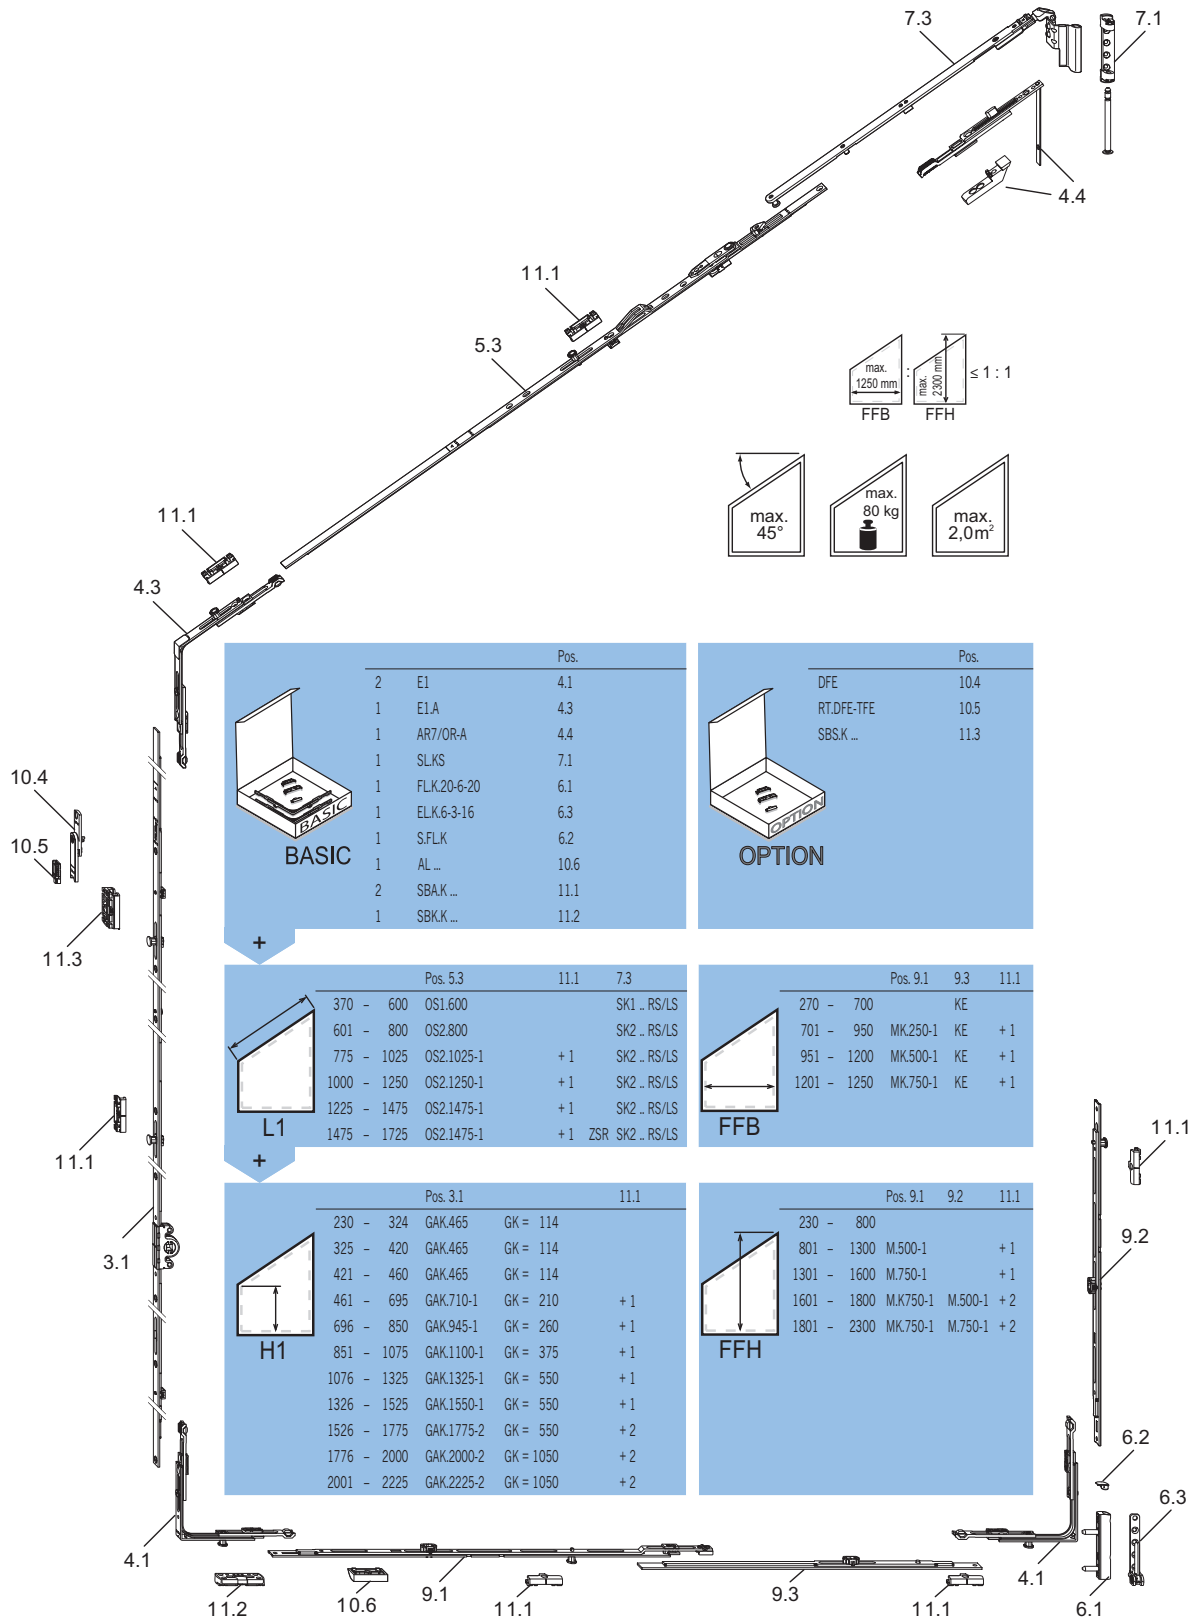 7.3
7.1
4.4
11.1
5.3
max.
1250 mm
FFB
:
max.
2300 mm
FFH
≤ 1 : 1
max.
45°
max.
80 kg
max.
2,0m²
11.1
4.3
Pos.
2 E1 4.1
1 E1.A 4.3
1 AR7/OR-A 4.4
1 SL.KS 7.1
1 FL.K.20-6-20 6.1
1 EL.K.6-3-16 6.3
1 S.FL.K 6.2
1 AL ... 10.6
2 SBA.K ... 11.1
1 SBK.K ... 11.2
BASIC
BASIC
Pos.
DFE 10.4
RT.DFE-TFE 10.5
SBS.K ... 11.3
OPTION
OPTION
10.4
10.5
11.3
+
Pos. 5.3 11.1 7.3
370 – 600 OS1.600 SK1 .. RS/LS
601 – 800 OS2.800 SK2 .. RS/LS
775 – 1025 OS2.1025-1 + 1 SK2 .. RS/LS
1000 – 1250 OS2.1250-1 + 1 SK2 .. RS/LS
1225 – 1475 OS2.1475-1 + 1 SK2 .. RS/LS
1475 – 1725 OS2.1475-1 + 1 ZSR SK2 .. RS/LS
L1
Pos. 9.1 9.3 11.1
270 – 700 KE
701 – 950 MK.250-1 KE + 1
951 – 1200 MK.500-1 KE + 1
1201 – 1250 MK.750-1 KE + 1
FFB
11.1
11.1
+
Pos. 3.1 11.1
230 – 324 GAK.465 GK = 114
325 – 420 GAK.465 GK = 114
421 – 460 GAK.465 GK = 114
461 – 695 GAK.710-1 GK = 210 + 1
696 – 850 GAK.945-1 GK = 260 + 1
851 – 1075 GAK.1100-1 GK = 375 + 1
1076 – 1325 GAK.1325-1 GK = 550 + 1
1326 – 1525 GAK.1550-1 GK = 550 + 1
1526 – 1775 GAK.1775-2 GK = 550 + 2
1776 – 2000 GAK.2000-2 GK = 1050 + 2
2001 – 2225 GAK.2225-2 GK = 1050 + 2
H1
Pos. 9.1 9.2 11.1
230 – 800
801 – 1300 M.500-1 + 1
1301 – 1600 M.750-1 + 1
1601 – 1800 M.K750-1 M.500-1 + 2
1801 – 2300 MK.750-1 M.750-1 + 2
FFH
3.1
9.2
6.2
6.3
4.1
11.2
10.6
9.1
11.1
9.3
11.1
4.1
6.1